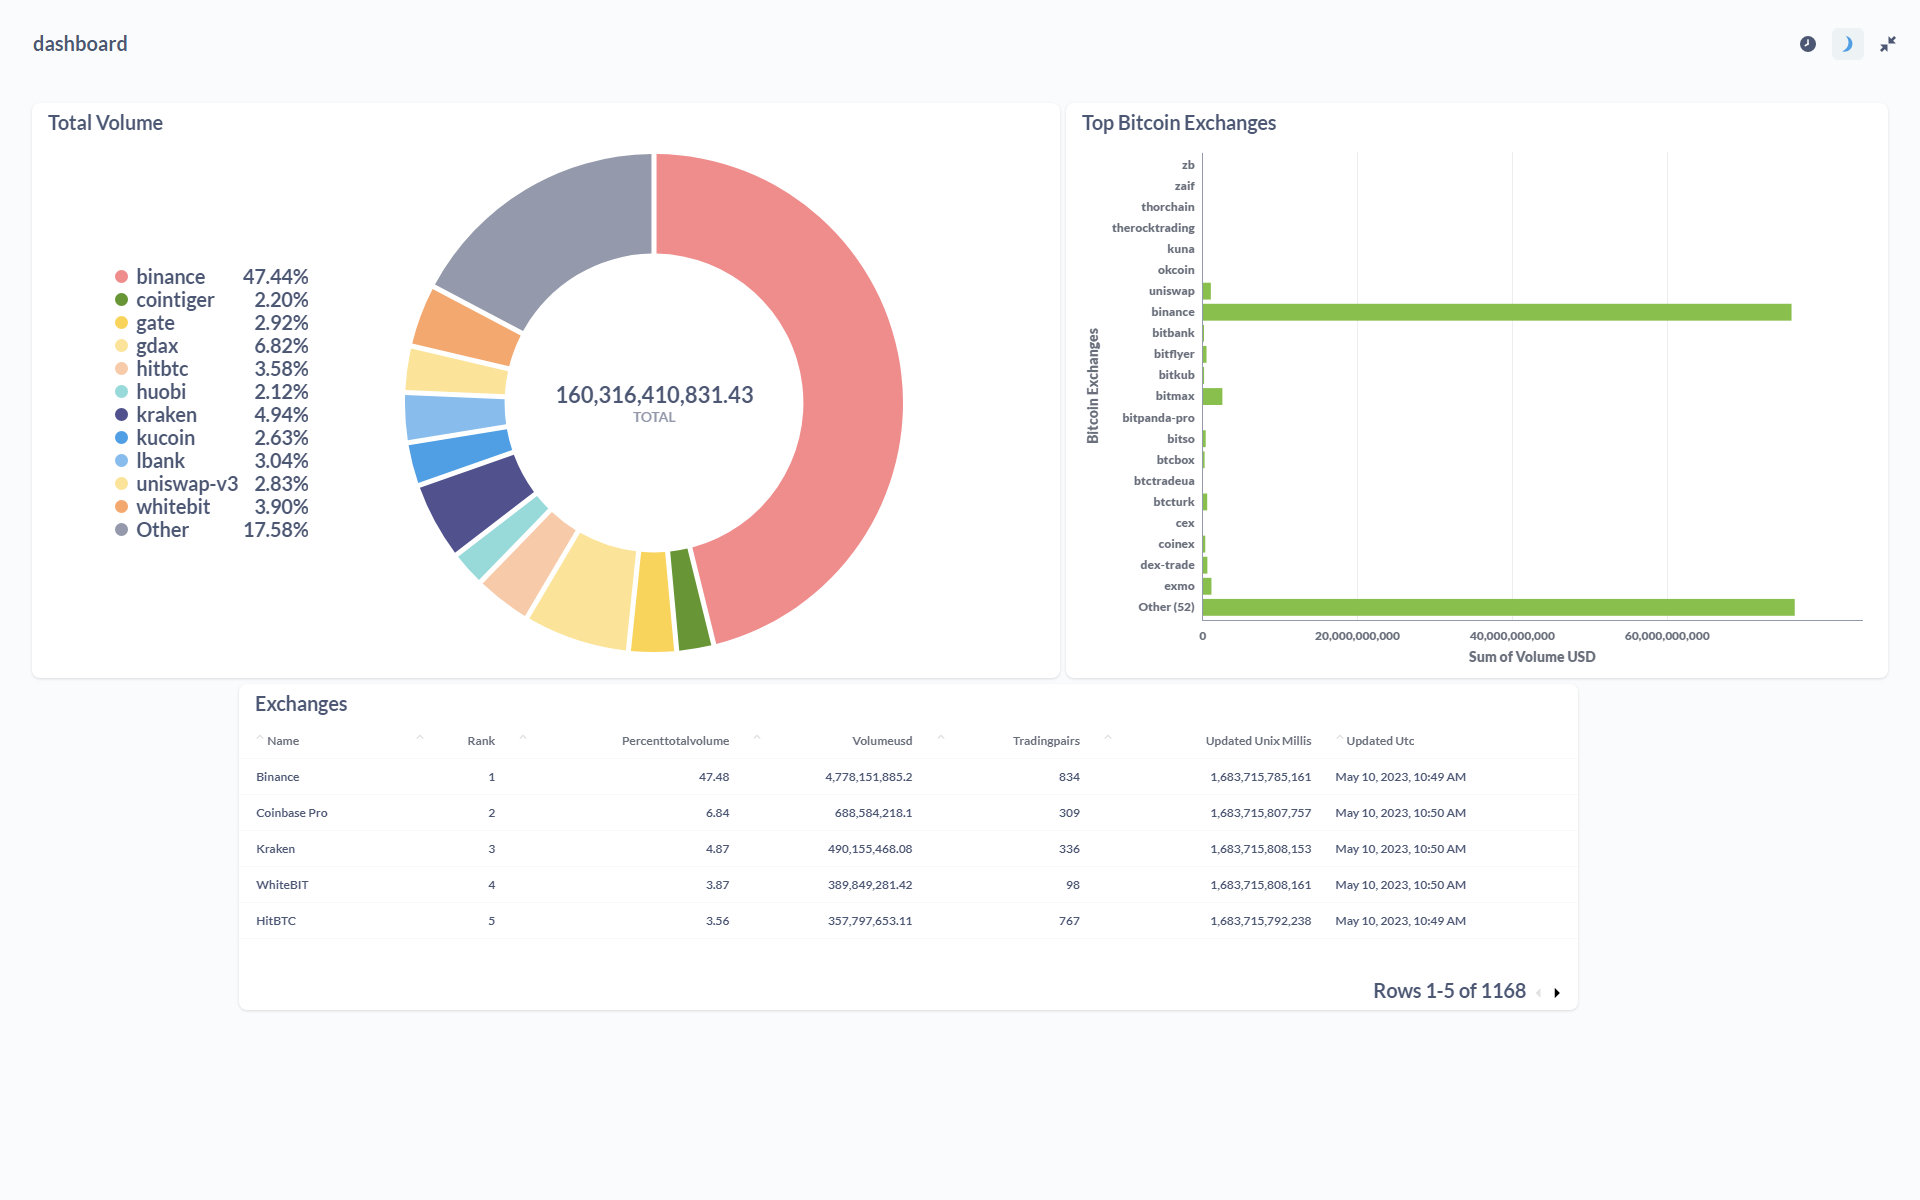 dashboard
Total Volume
binance 47.44%
cointiger 2.20%
gate 2.92%
gdax 6.82%
hitbtc 3.58%
huobi 2.12%
kraken 4.94%
kucoin 2.63%
lbank 3.04%
uniswap-v3 2.83%
whitebit 3.90%
Other 17.58%
160,316,410,831.43
TOTAL
Top Bitcoin Exchanges
Bitcoin Exchanges
zb
zaif
thorchain
therocktrading
kuna
okcoin
uniswap
binance
bitbank
bitflyer
bitkub
bitmax
bitpanda-pro
bitso
btcbox
btctradeua
btcturk
cex
coinex
dex-trade
exmo
Other (52)
0 20,000,000,000 40,000,000,000 60,000,000,000
Sum of Volume USD
Exchanges
Name Rank Percenttotalvolume Volumeusd Tradingpairs Updated Unix Millis Updated Utc
Binance 1 47.48 4,778,151,885.2 834 1,683,715,785,161 May 10, 2023, 10:49 AM
Coinbase Pro 2 6.84 688,584,218.1 309 1,683,715,807,757 May 10, 2023, 10:50 AM
Kraken 3 4.87 490,155,468.08 336 1,683,715,808,153 May 10, 2023, 10:50 AM
WhiteBIT 4 3.87 389,849,281.42 98 1,683,715,808,161 May 10, 2023, 10:50 AM
HitBTC 5 3.56 357,797,653.11 767 1,683,715,792,238 May 10, 2023, 10:49 AM
Rows 1-5 of 1168